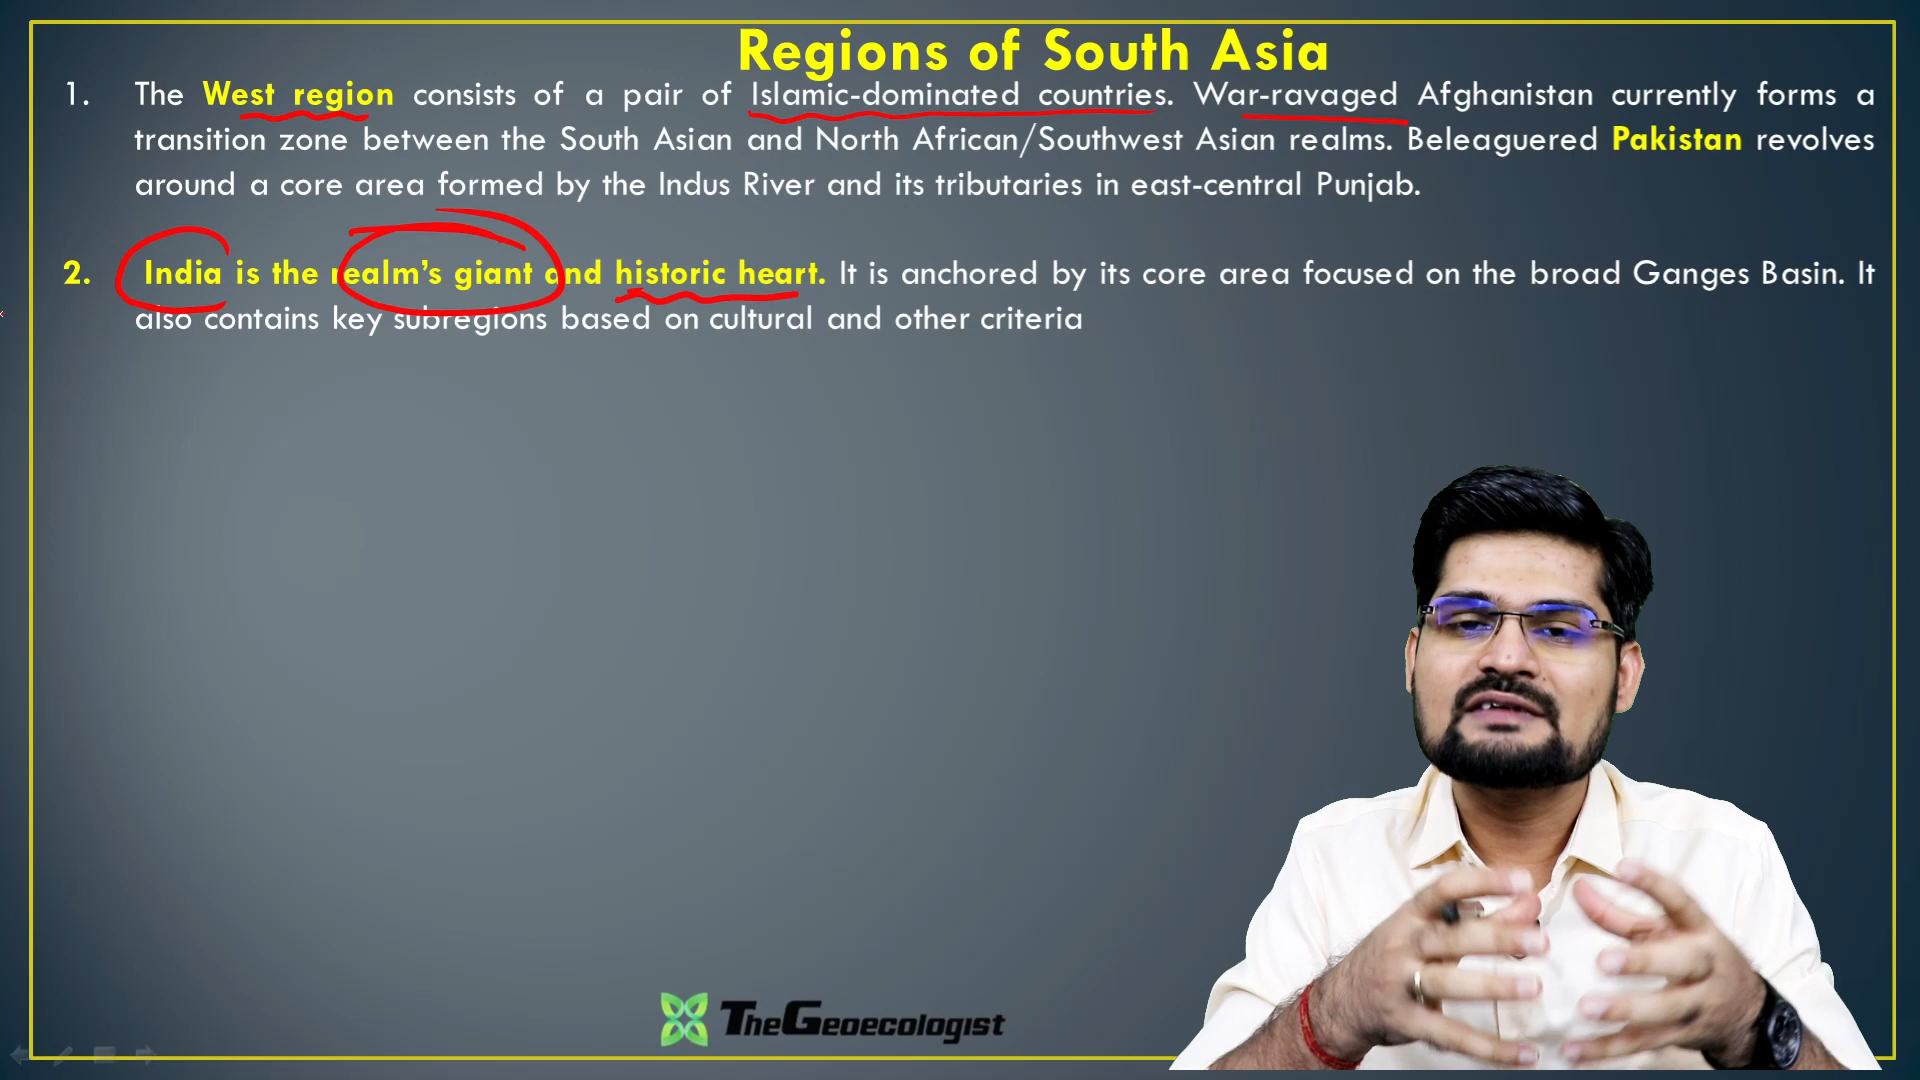 Regions of South Asia
1. The West region consists of a pair of Islamic-dominated countries. War-ravaged Afghanistan currently forms a
transition zone between the South Asian and North African/Southwest Asian realms. Beleaguered Pakistan revolves
around a core area formed by the Indus River and its tributaries in east-central Punjab.
2. India is the realm’s giant and historic heart. It is anchored by its core area focused on the broad Ganges Basin. It
also contains key subregions based on cultural and other criteria
TheGeoecologist